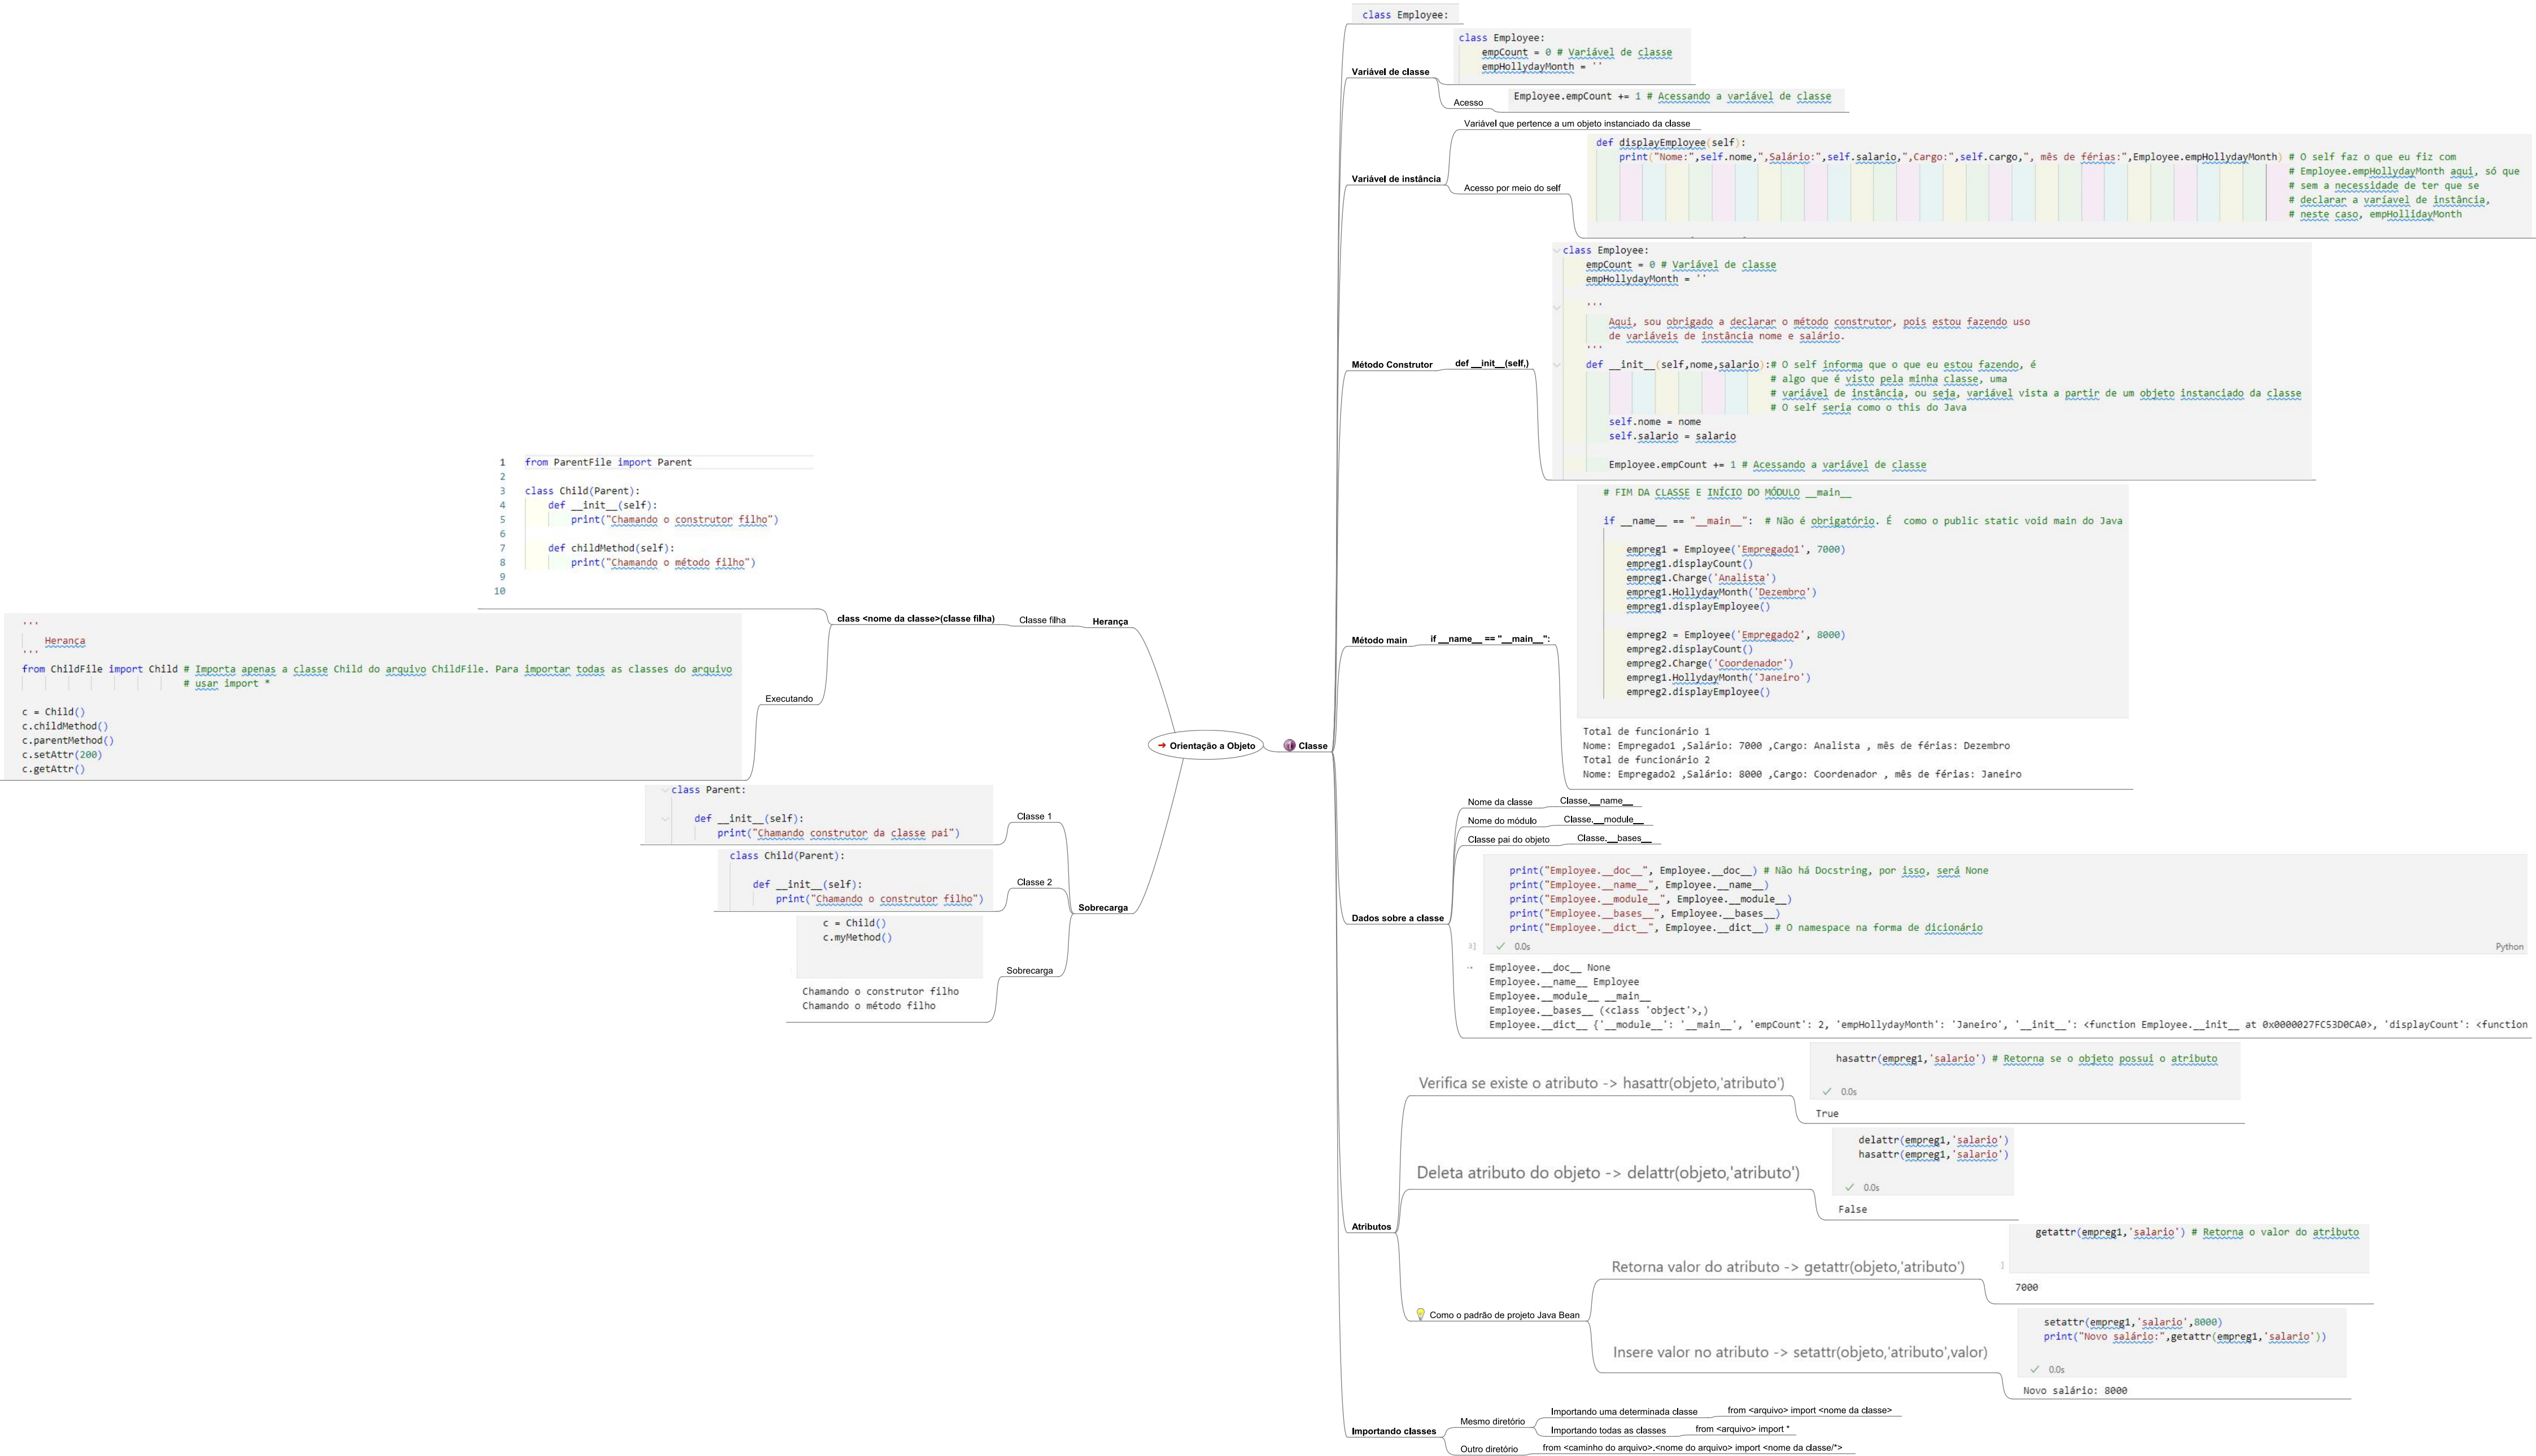 Orientação a Objeto
Classe
class Employee:
Variável de classe
class Employee:
empCount = 0 # Variável de classe
empHollydayMonth = ''
Acesso
Employee.empCount += 1 # Acessando a variável de classe
Variável de instância
Variável que pertence a um objeto instanciado da classe
Acesso por meio do self
def displayEmployee(self):
print("Nome:",self.nome,",Salário:",self.salario,",Cargo:",self.cargo,", mês de férias:",Employee.empHollydayMonth) # O self faz o que eu fiz com
# Employee.empHollydayMonth aqui, só que
# sem a necessidade de ter que se
# declarar a varíavel de instância,
# neste caso, empHollidayMonth
Método Construtor
def __init__(self,)
class Employee:
empCount = 0 # Variável de classe
empHollydayMonth = ''
'''
Aqui, sou obrigado a declarar o método construtor, pois estou fazendo uso
de variáveis de instância nome e salário.
'''
def __init__(self,nome,salario):# O self informa que o que eu estou fazendo, é
# algo que é visto pela minha classe, uma
# variável de instância, ou seja, variável vista a partir de um objeto instanciado da classe
# O self seria como o this do Java
self.nome = nome
self.salario = salario
Employee.empCount += 1 # Acessando a variável de classe
Método main
if __name__ == "__main__":
# FIM DA CLASSE E INÍCIO DO MÓDULO __main__
if __name__ == "__main__":  # Não é obrigatório. É  como o public static void main do Java
empreg1 = Employee('Empregado1', 7000)
empreg1.displayCount()
empreg1.Charge('Analista')
empreg1.HollydayMonth('Dezembro')
empreg1.displayEmployee()
empreg2 = Employee('Empregado2', 8000)
empreg2.displayCount()
empreg2.Charge('Coordenador')
empreg1.HollydayMonth('Janeiro')
empreg2.displayEmployee()
Total de funcionário 1
Nome: Empregado1 ,Salário: 7000 ,Cargo: Analista , mês de férias: Dezembro
Total de funcionário 2
Nome: Empregado2 ,Salário: 8000 ,Cargo: Coordenador , mês de férias: Janeiro
Dados sobre a classe
Nome da classe
Classe.__name__
Nome do módulo
Classe.__module__
Classe pai do objeto
Classe.__bases__
print("Employee.__doc__", Employee.__doc__) # Não há Docstring, por isso, será None
print("Employee.__name__", Employee.__name__)
print("Employee.__module__", Employee.__module__)
print("Employee.__bases__", Employee.__bases__)
print("Employee.__dict__", Employee.__dict__) # O namespace na forma de dicionário
3] ✓ 0.0s
Python
Employee.__doc__ None
Employee.__name__ Employee
Employee.__module__ __main__
Employee.__bases__ (<class 'object'>,)
Employee.__dict__ {'__module__': '__main__', 'empCount': 2, 'empHollydayMonth': 'Janeiro', '__init__': <function Employee.__init__ at 0x0000027FC53D0CA0>, 'displayCount': <function
Atributos
Verifica se existe o atributo -> hasattr(objeto,'atributo')
hasattr(empreg1,'salario') # Retorna se o objeto possui o atributo
✓ 0.0s
True
Deleta atributo do objeto -> delattr(objeto,'atributo')
delattr(empreg1,'salario')
hasattr(empreg1,'salario')
✓ 0.0s
False
Como o padrão de projeto Java Bean
Retorna valor do atributo -> getattr(objeto,'atributo')
getattr(empreg1,'salario') # Retorna o valor do atributo
]
7000
Insere valor no atributo -> setattr(objeto,'atributo',valor)
setattr(empreg1,'salario',8000)
print("Novo salário:",getattr(empreg1,'salario'))
✓ 0.0s
Novo salário: 8000
Importando classes
Mesmo diretório
Importando uma determinada classe
from <arquivo> import <nome da classe>
Importando todas as classes
from <arquivo> import *
Outro diretório
from <caminho do arquivo>.<nome do arquivo> import <nome da classe/*>
Herança
Classe filha
class <nome da classe>(classe filha)
1 from ParentFile import Parent
2
3 class Child(Parent):
4 def __init__(self):
5 print("Chamando o construtor filho")
6
7 def childMethod(self):
8 print("Chamando o método filho")
9
10
Executando
'''
Herança
'''
from ChildFile import Child # Importa apenas a classe Child do arquivo ChildFile. Para importar todas as classes do arquivo
# usar import *
c = Child()
c.childMethod()
c.parentMethod()
c.setAttr(200)
c.getAttr()
Sobrecarga
Classe 1
class Parent:
def __init__(self):
print("Chamando construtor da classe pai")
Classe 2
class Child(Parent):
def __init__(self):
print("Chamando o construtor filho")
Sobrecarga
c = Child()
c.myMethod()
Chamando o construtor filho
Chamando o método filho